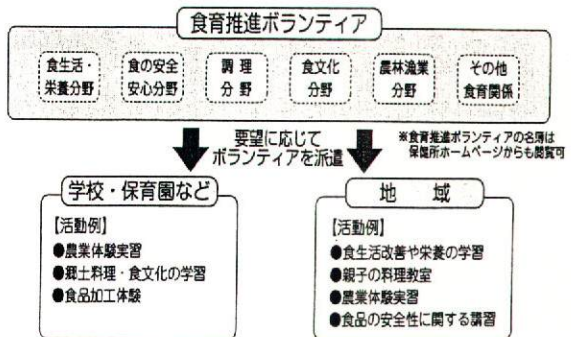 食育推進ボランティア
食生活・
栄養分野
食の安全
安心分野
調理
分野
食文化
分野
農林漁業
分野
その他
食育関係
要望に応じて
ボランティアを派遣
※食育推進ボランティアの名簿は
保健所ホームページからも閲覧可
学校・保育園など
【活動例】
●農業体験実習
●郷土料理・食文化の学習
●食品加工体験
地域
【活動例】
●食生活改善や栄養の学習
●親子の料理教室
●農業体験実習
●食品の安全性に関する講習